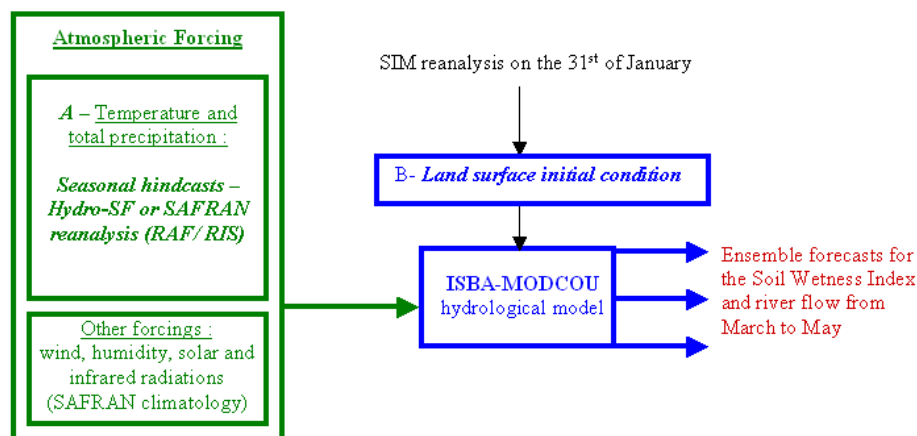 Atmospheric Forcing
A – Temperature and
total precipitation :
Seasonal hindcasts –
Hydro-SF or SAFRAN
reanalysis (RAF/ RIS)
Other forcings :
wind, humidity, solar and
infrared radiations
(SAFRAN climatology)
SIM reanalysis on the 31st of January
B- Land surface initial condition
ISBA-MODCOU
hydrological model
Ensemble forecasts for
the Soil Wetness Index
and river flow from
March to May